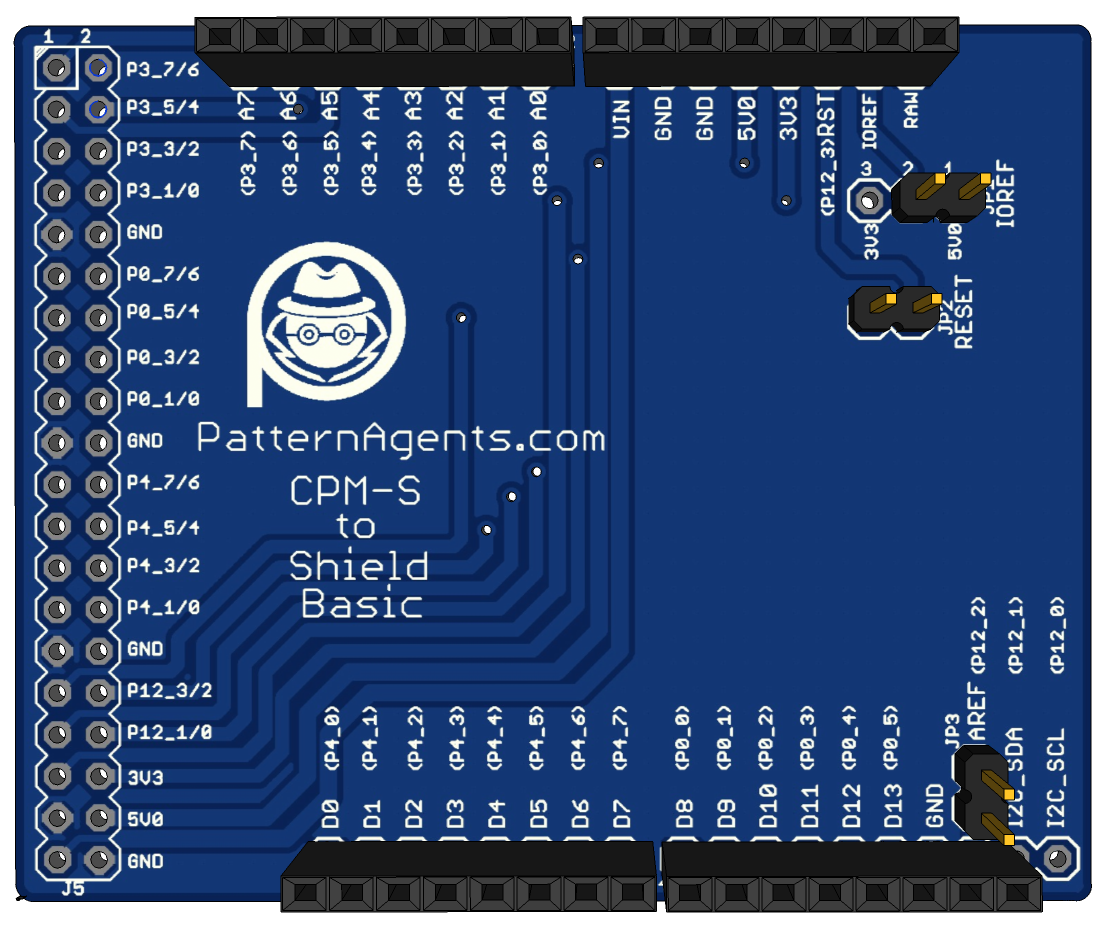 1 2
P3_7/6
P3_5/4
P3_3/2
P3_1/0
GND
P0_7/6
P0_5/4
P0_3/2
P0_1/0
GND
P4_7/6
P4_5/4
P4_3/2
P4_1/0
GND
P12_3/2
P12_1/0
3V3
5V0
GND
J5
(P3_7) A7
(P3_6) A6
(P3_5) A5
(P3_4) A4
(P3_3) A3
(P3_2) A2
(P3_1) A1
(P3_0) A0
VIN
GND
GND
5V0
3V3
(P12_3) RST
IOREF
RAW
3 2 1
IOREF
3V3
5V0
JP2
RESET
PatternAgents.com
CPM-S
to
Shield
Basic
D0 (P4_0)
D1 (P4_1)
D2 (P4_2)
D3 (P4_3)
D4 (P4_4)
D5 (P4_5)
D6 (P4_6)
D7 (P4_7)
D8 (P0_0)
D9 (P0_1)
D10 (P0_2)
D11 (P0_3)
D12 (P0_4)
D13 (P0_5)
GND
JP3
AREF (P12_2)
I2C_SDA (P12_1)
I2C_SCL (P12_0)